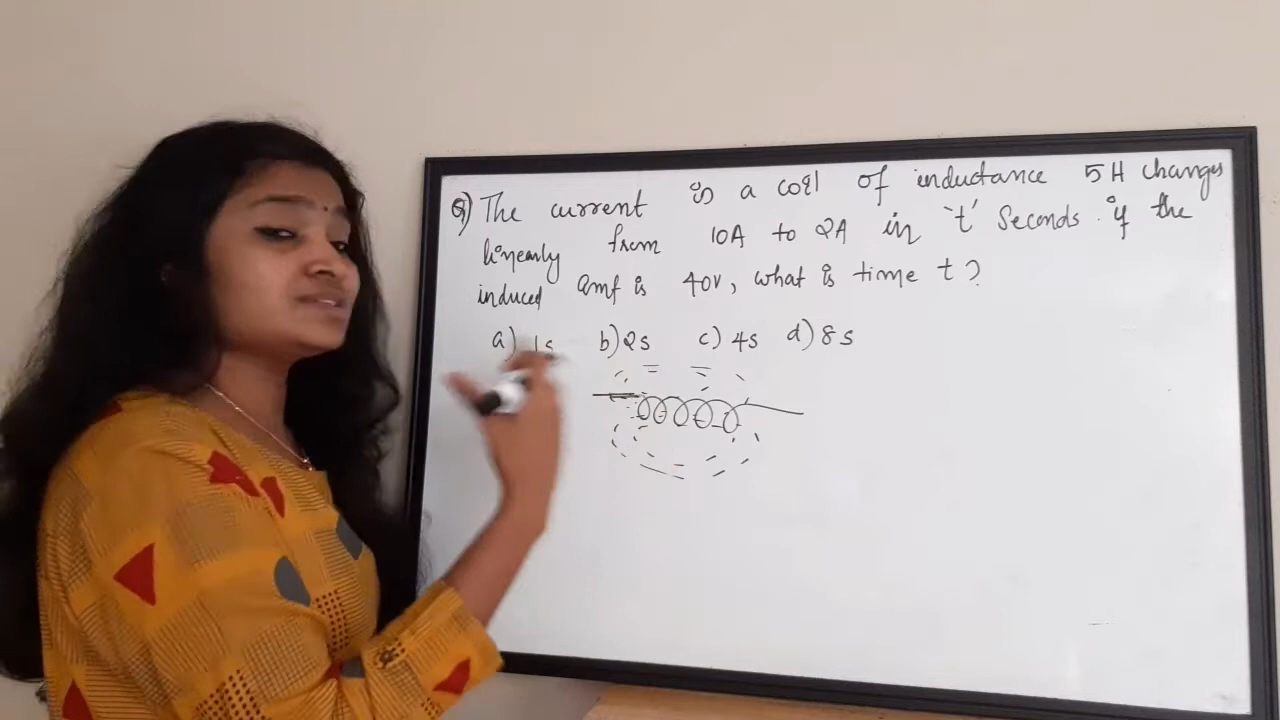 Q) The current is a coil of inductance 5H changes
linearly from 10A to 2A in 't' Seconds. if the
induced emf is 40V, what is time t?
a) 1s b) 2s c) 4s d) 8s